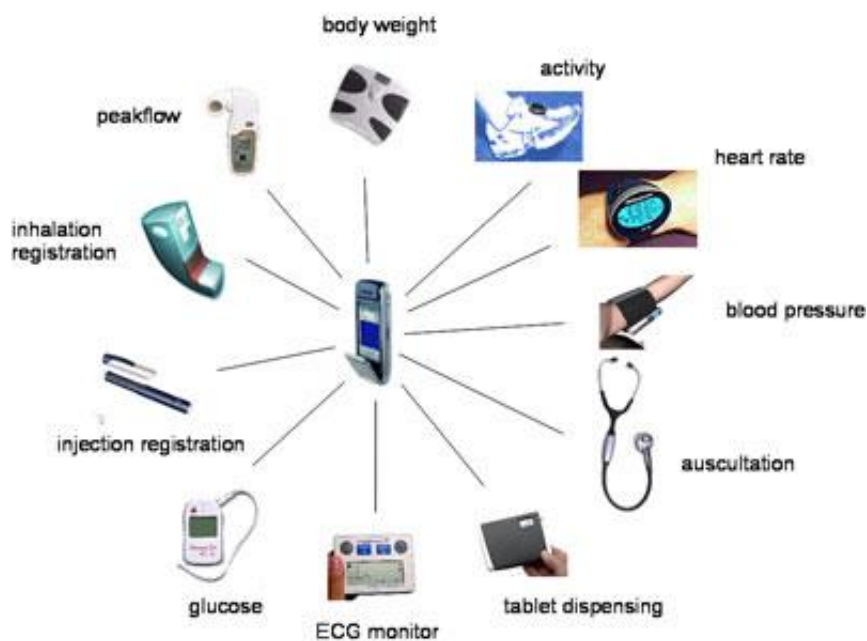 body weight
activity
peakflow
heart rate
inhalation
registration
blood pressure
injection registration
auscultation
glucose
tablet dispensing
ECG monitor